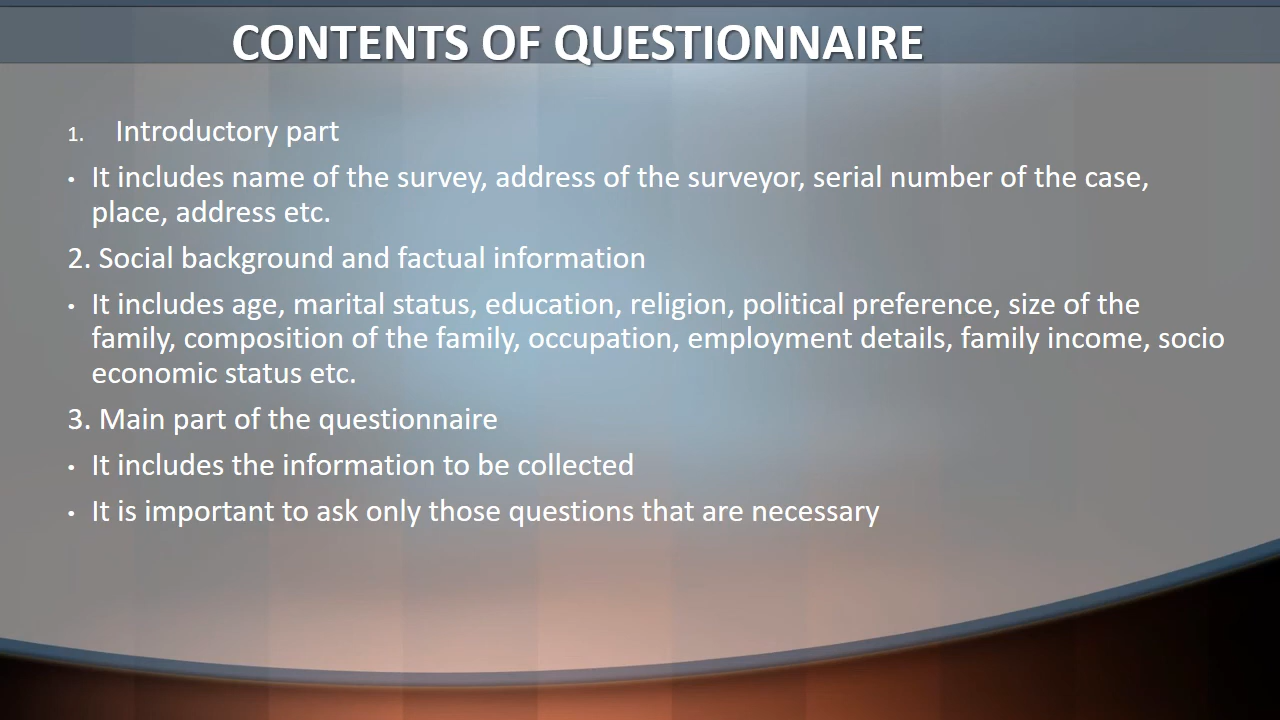 CONTENTS OF QUESTIONNAIRE
1. Introductory part
• It includes name of the survey, address of the surveyor, serial number of the case,
place, address etc.
2. Social background and factual information
• It includes age, marital status, education, religion, political preference, size of the
family, composition of the family, occupation, employment details, family income, socio
economic status etc.
3. Main part of the questionnaire
• It includes the information to be collected
• It is important to ask only those questions that are necessary